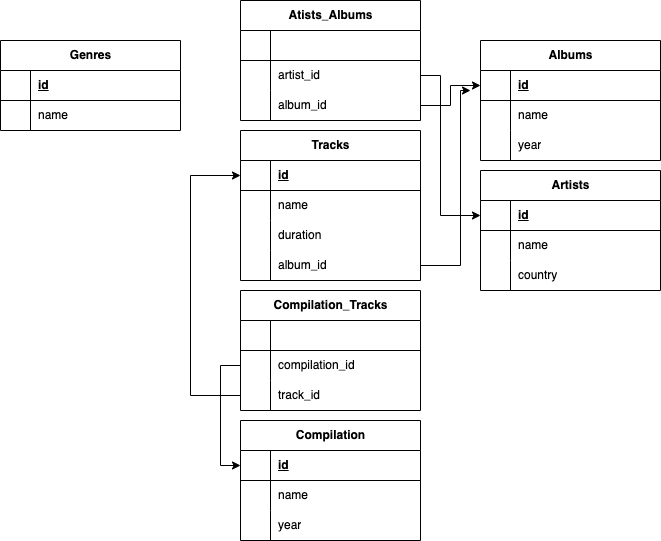 Genres
id
name
Atists_Albums
artist_id
album_id
Albums
id
name
year
Tracks
id
name
duration
album_id
Artists
id
name
country
Compilation_Tracks
compilation_id
track_id
Compilation
id
name
year